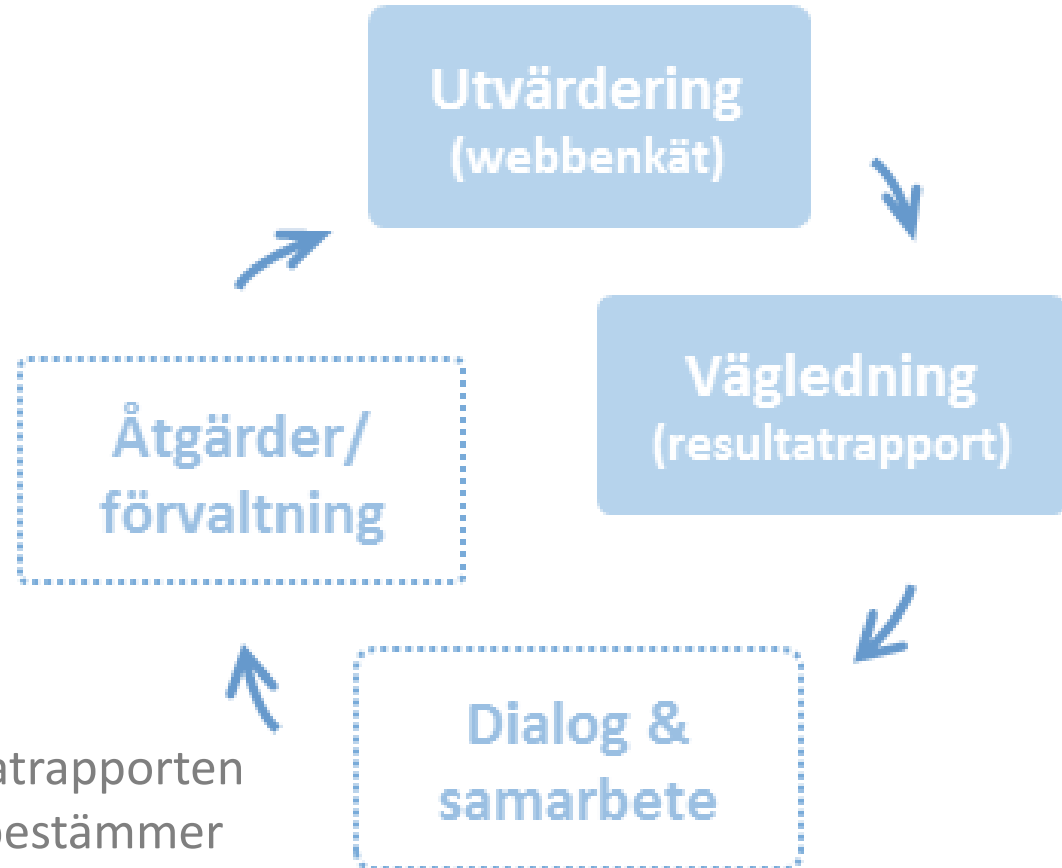 Utvärdering
(webbenkät)
Vägledning
(resultatrapport)
Åtgärder/
förvaltning
Dialog &
samarbete
atrapporten
bestämmer